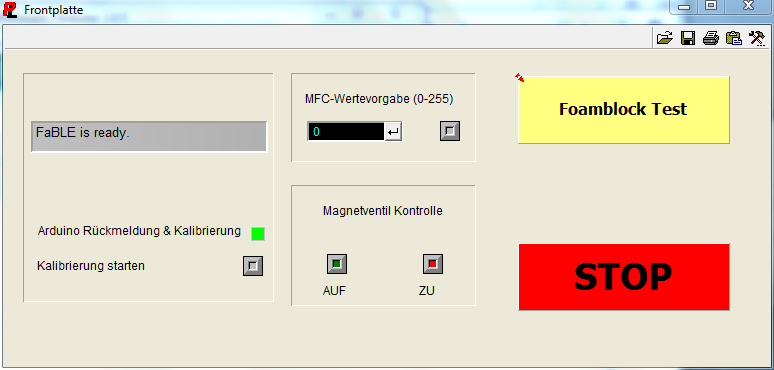 Frontplatte
FaBLE is ready.
Arduino Rückmeldung & Kalibrierung
Kalibrierung starten
MFC-Wertevorgabe (0-255)
0
Magnetventil Kontrolle
AUF ZU
Foamblock Test
STOP